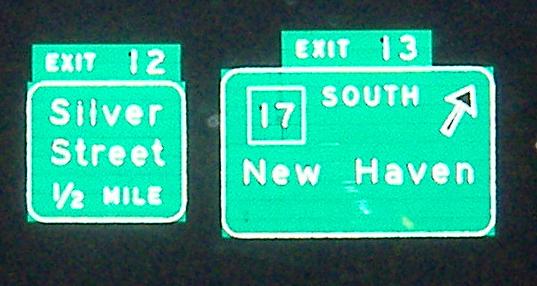 EXIT 12
Silver
Street
1/2 MILE
EXIT 13
17 SOUTH
New Haven